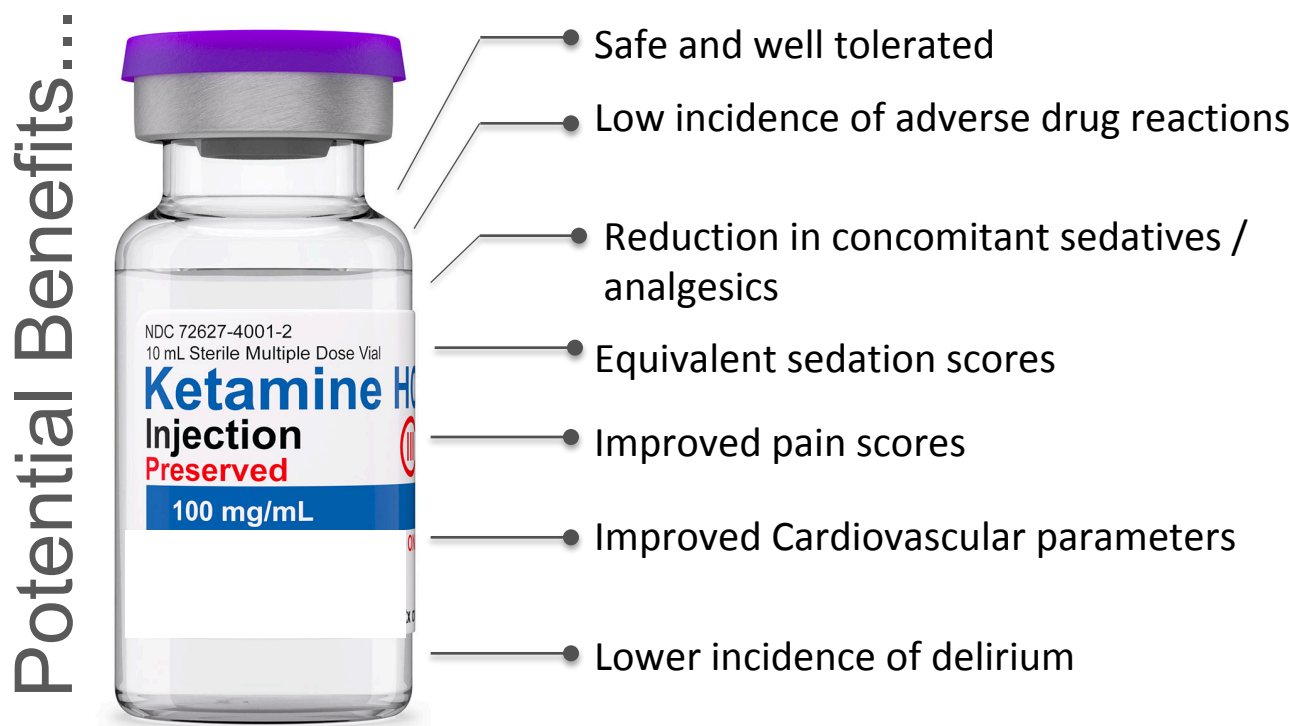 Potential Benefits...
Safe and well tolerated
Low incidence of adverse drug reactions
Reduction in concomitant sedatives /
analgesics
Equivalent sedation scores
Improved pain scores
Improved Cardiovascular parameters
Lower incidence of delirium
NDC 72627-4001-2
10 mL Sterile Multiple Dose Vial
Ketamine HC
Injection
III
Preserved
100 mg/mL